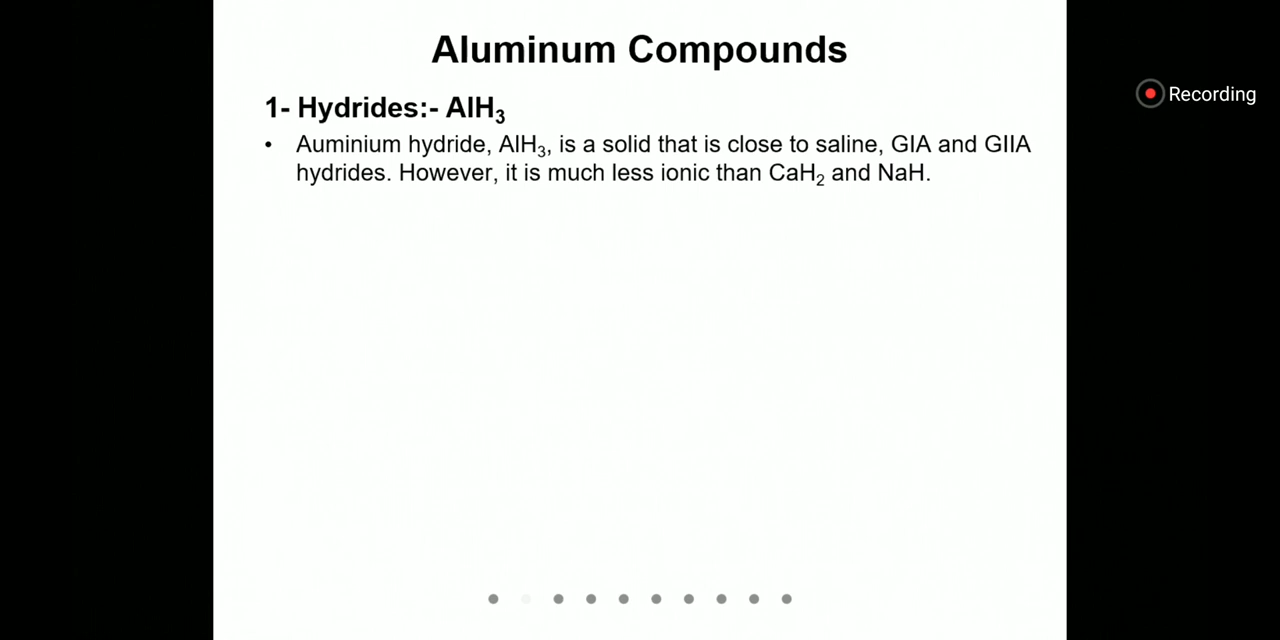 Aluminum Compounds
Recording
1- Hydrides:- AlH₃
• Auminium hydride, AlH₃, is a solid that is close to saline, GIA and GIIA
hydrides. However, it is much less ionic than CaH₂ and NaH.